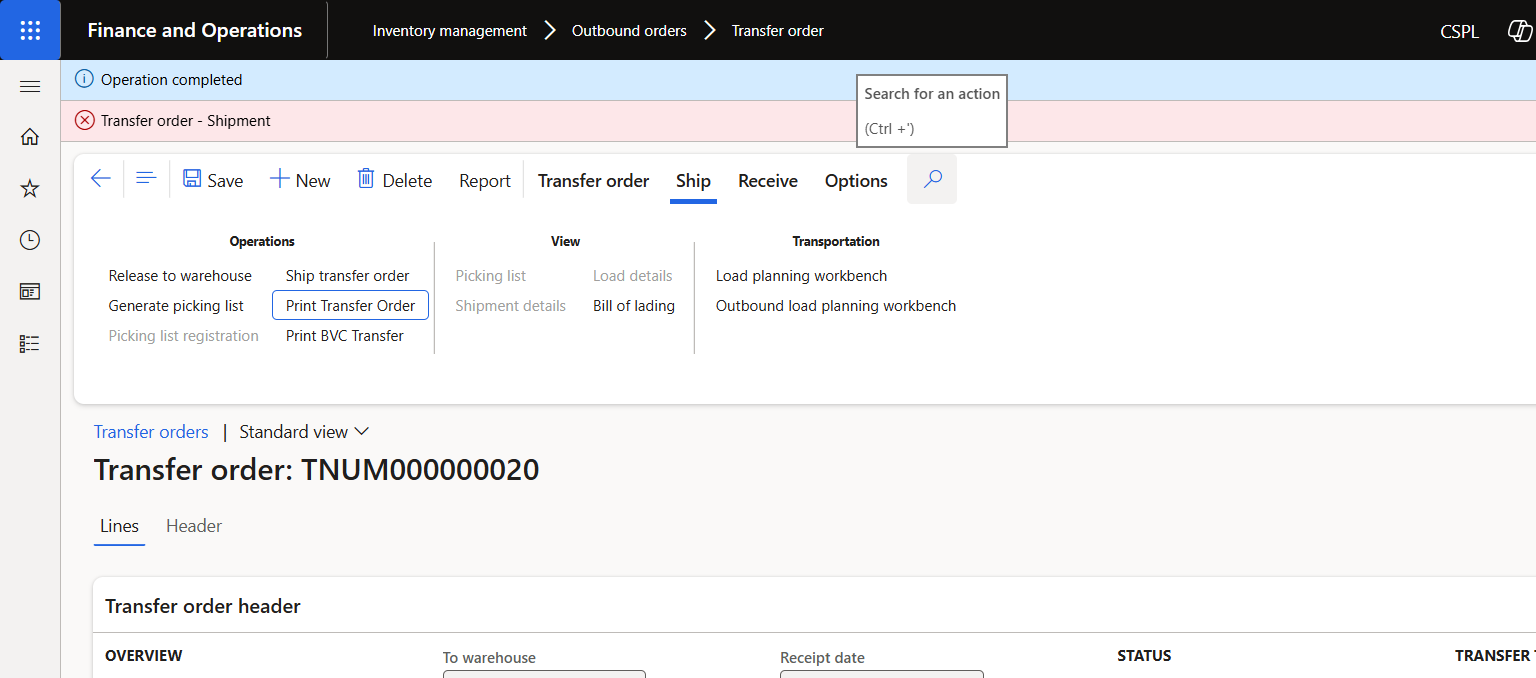 Finance and Operations
Inventory management
Outbound orders
Transfer order
CSPL
Operation completed
Transfer order - Shipment
Search for an action
(Ctrl +')
Save
New
Delete
Report
Transfer order
Ship
Receive
Options
Operations
Release to warehouse
Ship transfer order
Generate picking list
Print Transfer Order
Picking list registration
Print BVC Transfer
View
Picking list
Load details
Shipment details
Bill of lading
Transportation
Load planning workbench
Outbound load planning workbench
Transfer orders | Standard view
Transfer order: TNUM000000020
Lines
Header
Transfer order header
OVERVIEW
To warehouse
Receipt date
STATUS
TRANSFER